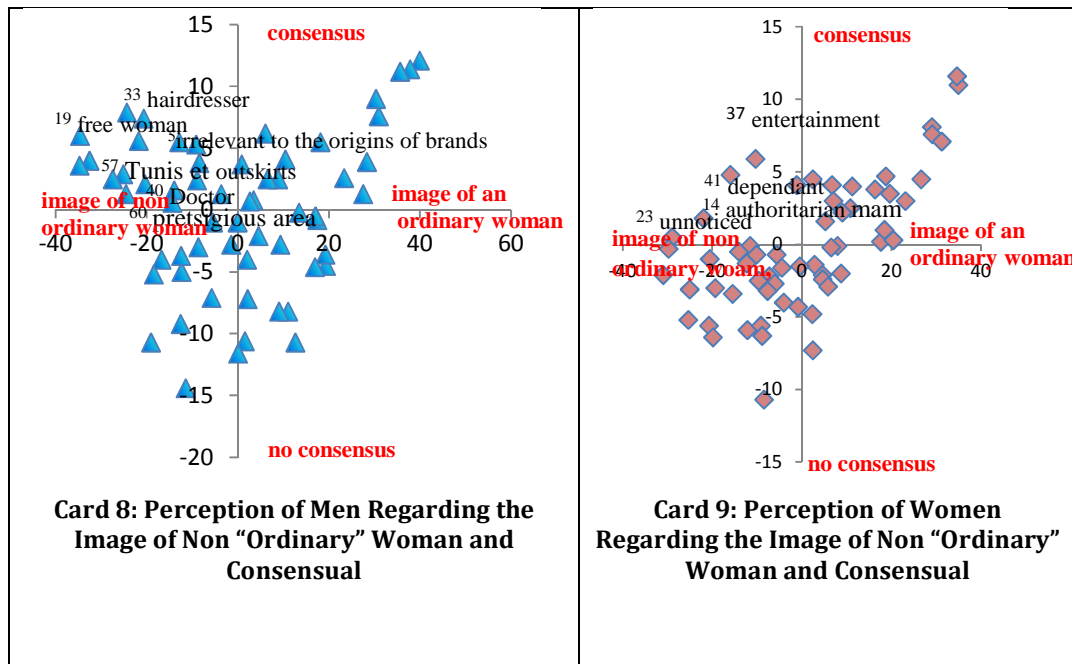 15
consensus
10
33 hairdresser
19 free woman
5
5 irrelevant to the origins of brands
57 Tunis et outskirts
40 Doctor
image of non
ordinary woman
60 pretsigious area
image of an
ordinary woman
0
-40
-20
0
20
40
60
-5
-10
-15
-20
no consensus
Card 8: Perception of Men Regarding the
Image of Non “Ordinary” Woman and
Consensual
15
consensus
10
37 entertainment
5
41 dependant
14 authoritarian mam
23 unnoticed
image of non
ordinary woam,
image of an
ordinary woman
0
-40
-20
0
20
40
-5
-10
-15
no consensus
Card 9: Perception of Women
Regarding the Image of Non “Ordinary”
Woman and Consensual